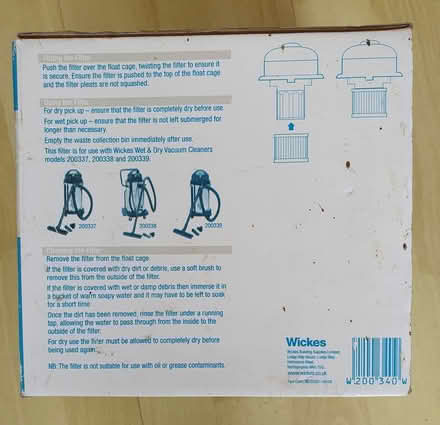 Fitting the Filter
Push the filter over the float cage, twisting the filter to ensure it
is secure. Ensure the filter is pushed to the top of the float cage
and the filter pleats are not squashed.
Using the Filter
For dry pick up – ensure that the filter is completely dry before use.
For wet pick up – ensure that the filter is not left submerged for
longer than necessary.
Empty the waste collection bin immediately after use.
This filter is for use with Wickes Wet & Dry Vacuum Cleaners
models 200337, 200338 and 200339.
200337 200338 200339
Cleaning the Filter
Remove the filter from the float cage.
If the filter is covered with dry dirt or debris, use a soft brush to
remove this from the outside of the filter.
If the filter is covered with wet or damp debris then immerse it in
a bucket of warm soapy water and it may have to be left to soak
for a short time.
Once the dirt has been removed, rinse the filter under a running
tap, allowing the water to pass through from the inside to the
outside of the filter.
For dry use the filter must be allowed to completely dry before
being used again.
NB: The filter is not suitable for use with oil or grease contaminants.
Wickes
Wickes Building Supplies Limited,
www.wickes.co.uk
W200340W